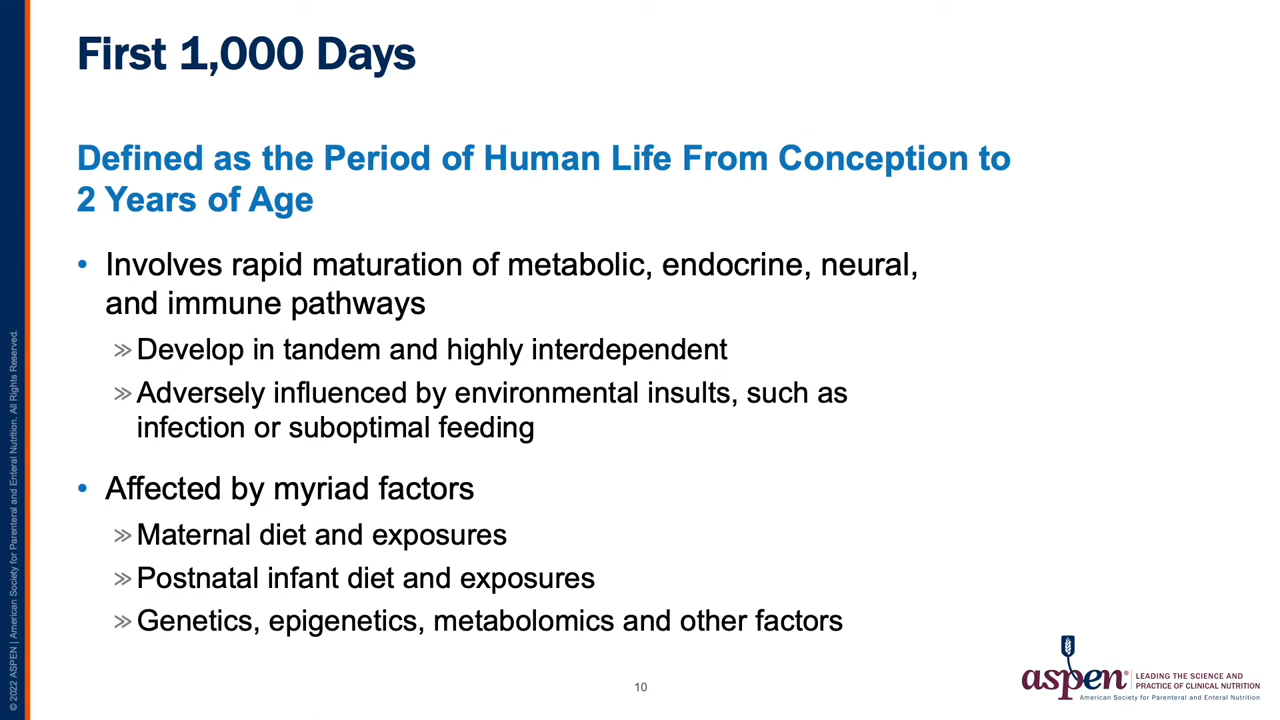 First 1,000 Days
Defined as the Period of Human Life From Conception to
2 Years of Age
• Involves rapid maturation of metabolic, endocrine, neural,
and immune pathways
» Develop in tandem and highly interdependent
» Adversely influenced by environmental insults, such as
infection or suboptimal feeding
• Affected by myriad factors
» Maternal diet and exposures
» Postnatal infant diet and exposures
» Genetics, epigenetics, metabolomics and other factors
© 2022 ASPEN | American Society for Parenteral and Enteral Nutrition. All Rights Reserved.
10
aspen®
LEADING THE SCIENCE AND
PRACTICE OF CLINICAL NUTRITION
American Society for Parenteral and Enteral Nutrition